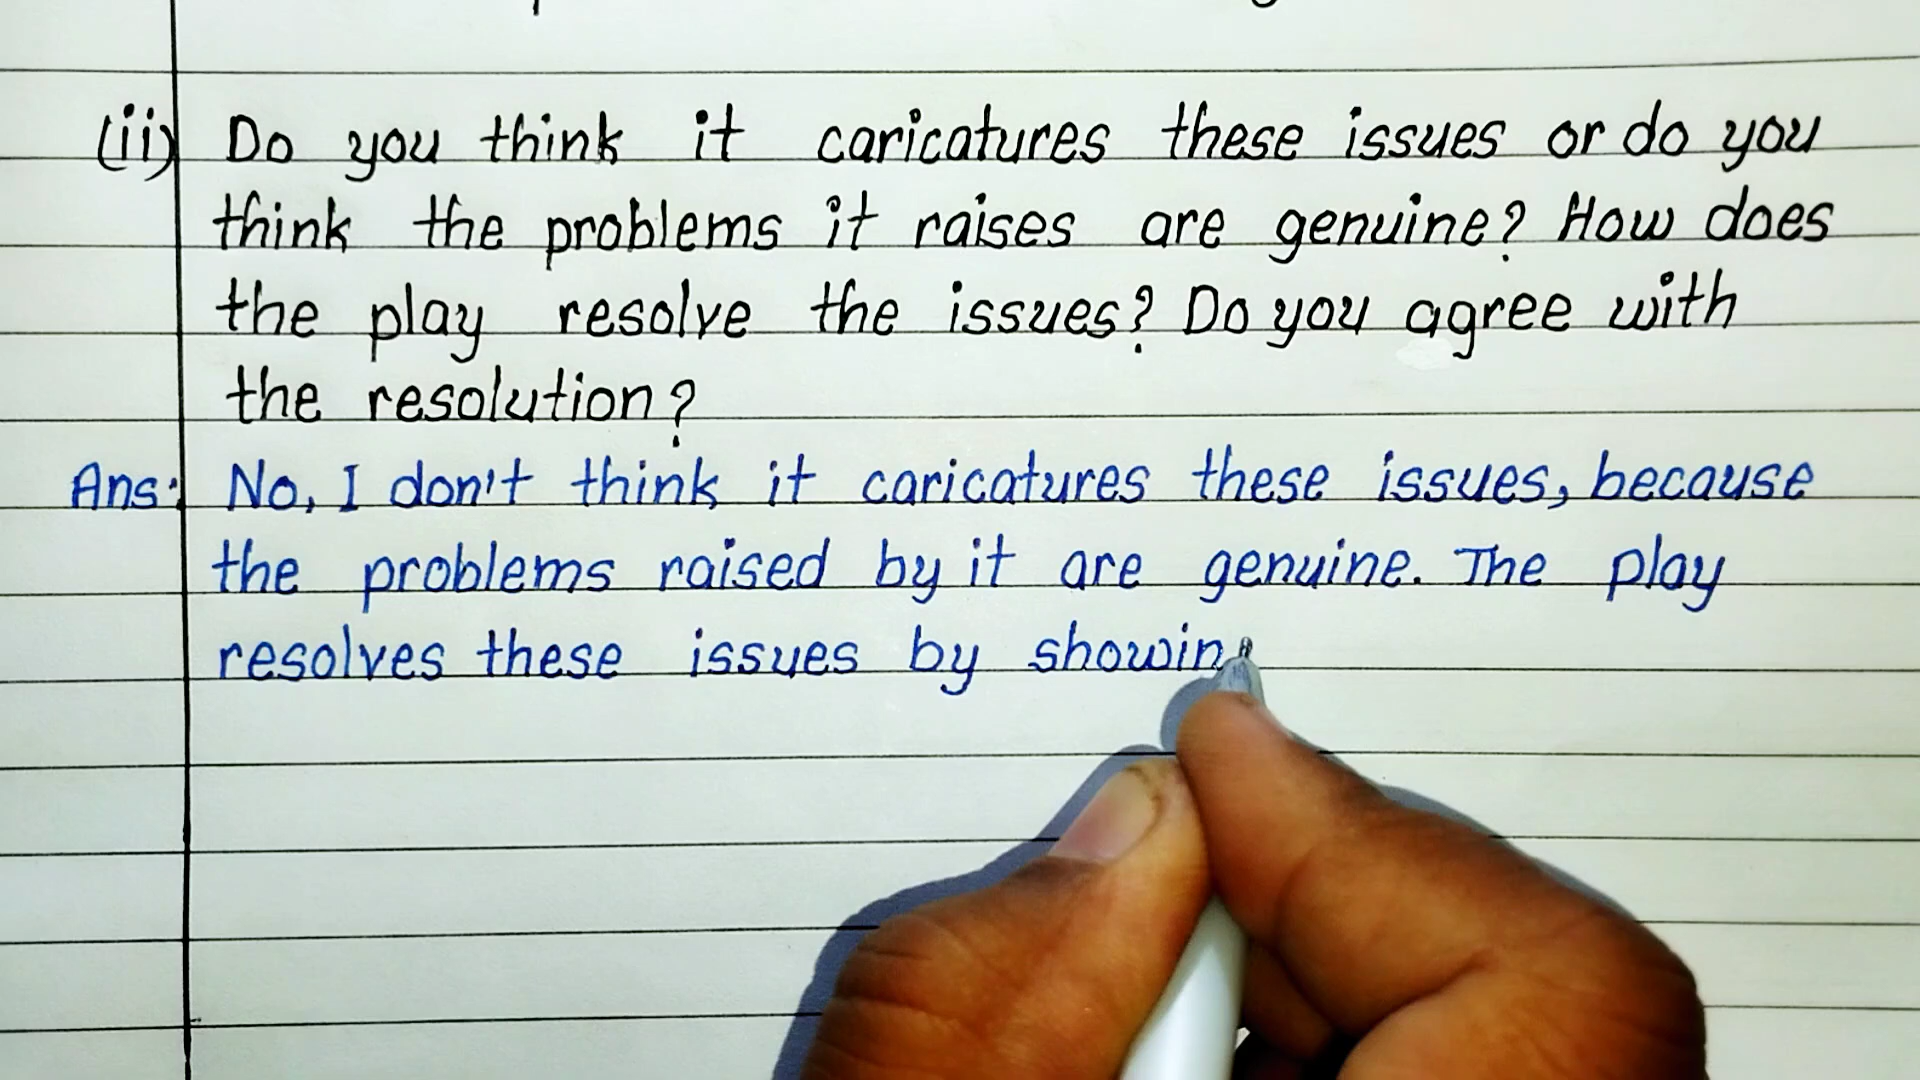 (ii) Do you think it caricatures these issues or do you
think the problems it raises are genuine? How does
the play resolve the issues? Do you agree with
the resolution?
Ans: No, I don't think it caricatures these issues, because
the problems raised by it are genuine. The play
resolves these issues by showin